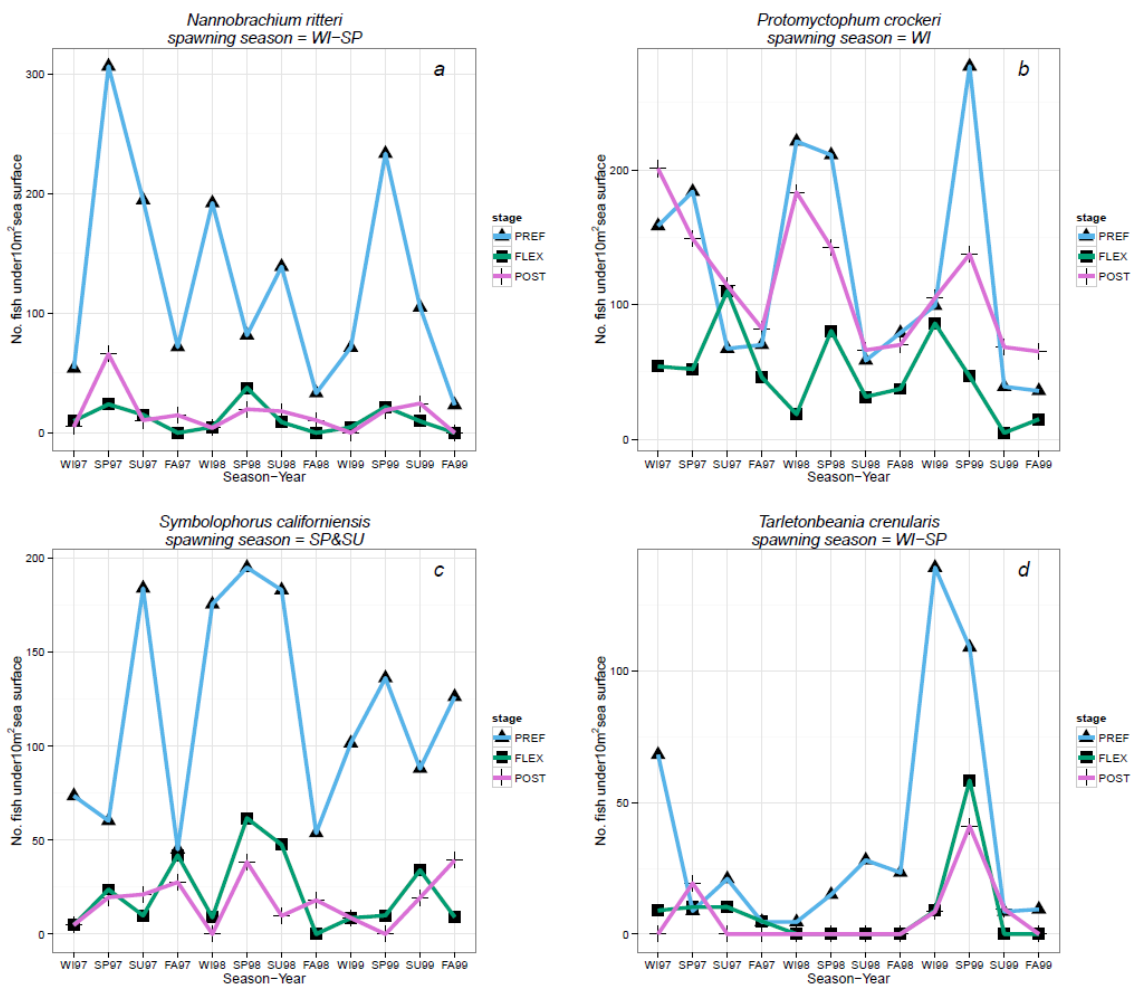 Nannobrachium ritteri
spawning season = WI-SP
a
300
200
100
0
No. fish under10m²sea surface
WI97 SP97 SU97 FA97 WI98 SP98 SU98 FA98 WI99 SP99 SU99 FA99
Season-Year
stage
PREF
FLEX
POST
Protomyctophum crockeri
spawning season = WI
b
200
100
0
No. fish under10m²sea surface
WI97 SP97 SU97 FA97 WI98 SP98 SU98 FA98 WI99 SP99 SU99 FA99
Season-Year
stage
PREF
FLEX
POST
Symbolophorus californiensis
spawning season = SP&SU
c
200
150
100
50
0
No. fish under10m²sea surface
WI97 SP97 SU97 FA97 WI98 SP98 SU98 FA98 WI99 SP99 SU99 FA99
Season-Year
stage
PREF
FLEX
POST
Tarletonbeania crenularis
spawning season = WI-SP
d
100
50
0
No. fish under10m²sea surface
WI97 SP97 SU97 FA97 WI98 SP98 SU98 FA98 WI99 SP99 SU99 FA99
Season-Year
stage
PREF
FLEX
POST